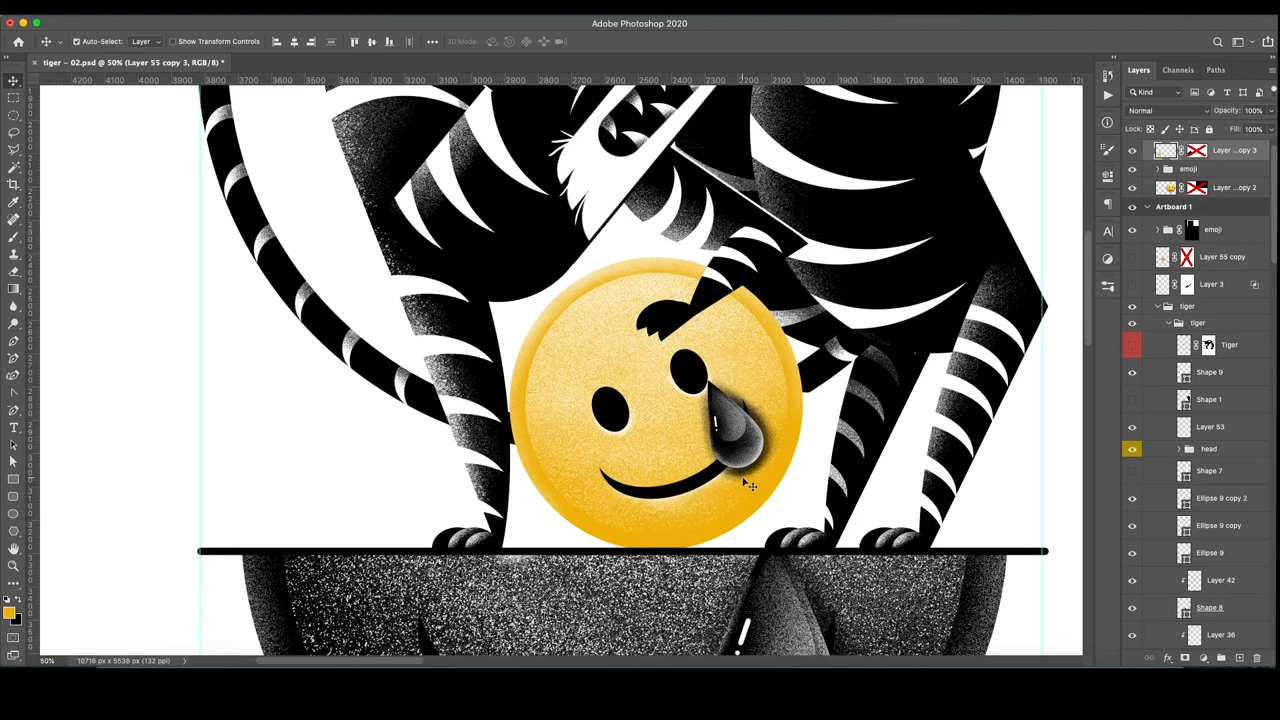 Adobe Photoshop 2020
Auto-Select: Layer Show Transform Controls 3D Mode:
tiger – 02.psd @ 50% (Layer 55 copy 3, RGB/8) *
4200 4100 4000 3900 3800 3700 3600 3500 3400 3300 3200 3100 3000 2900 2800 2700 2600 2500 2400 2300 2200 2100 2000 1900 1800 1700 1600 1500 1400 1300
Layers Channels Paths
Kind
Normal Opacity: 100%
Lock: Fill: 100%
Layer ...opy 3
emoji
Layer ...opy 2
Artboard 1
emoji
Layer 55 copy
Layer 3
tiger
tiger
Tiger
Shape 9
Shape 1
Layer 53
head
Shape 7
Ellipse 9 copy 2
Ellipse 9 copy
Ellipse 9
Layer 42
Shape 8
Layer 36
50% 10716 px x 5538 px (132 ppi)